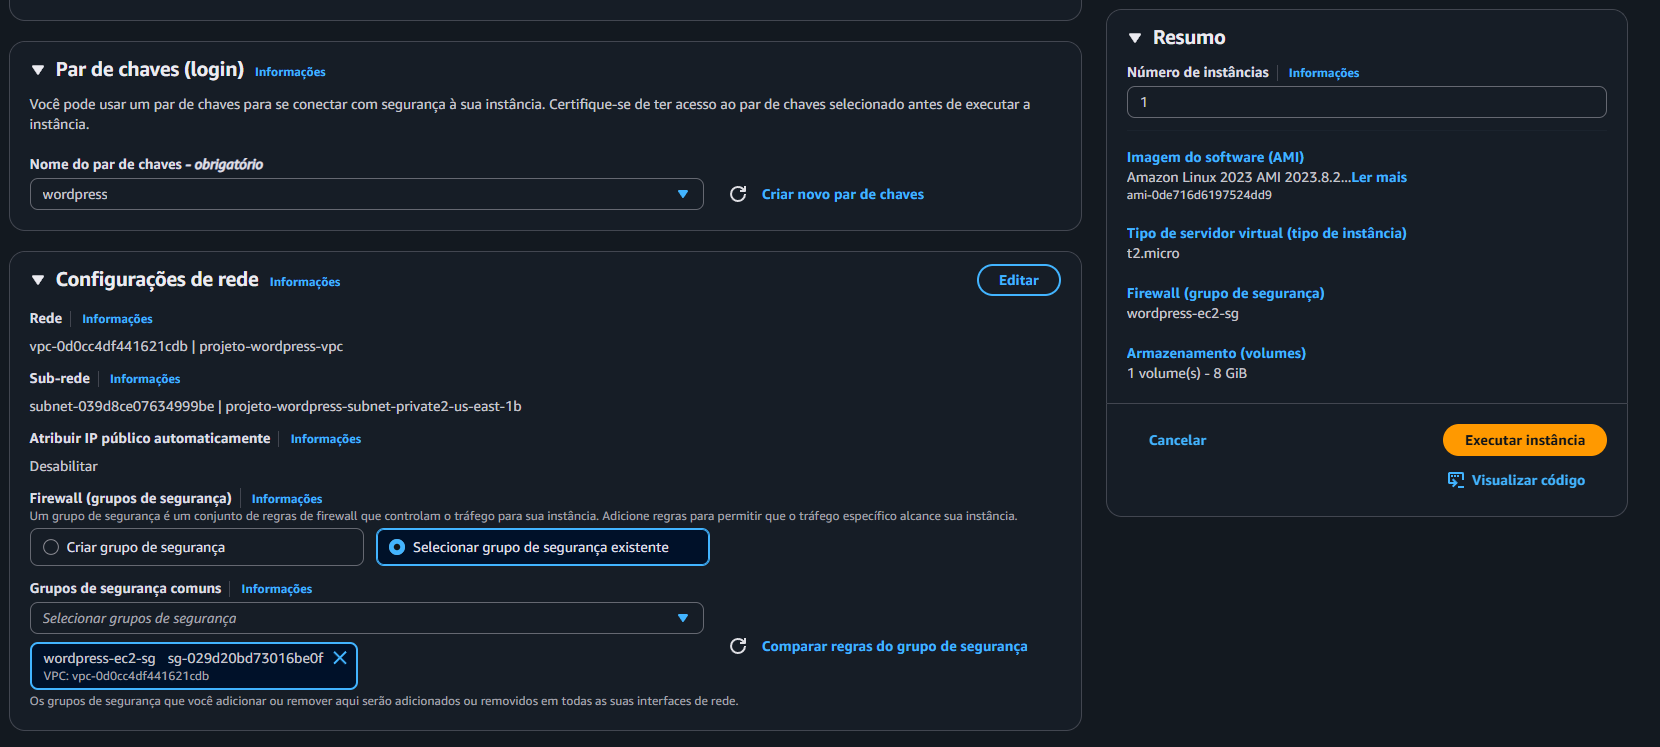 Par de chaves (login) Informações
Você pode usar um par de chaves para se conectar com segurança à sua instância. Certifique-se de ter acesso ao par de chaves selecionado antes de executar a
instância.
Nome do par de chaves - obrigatório
wordpress
Criar novo par de chaves
Configurações de rede Informações
Editar
Rede Informações
vpc-0d0cc4df441621cdb | projeto-wordpress-vpc
Sub-rede Informações
subnet-039d8ce07634999be | projeto-wordpress-subnet-private2-us-east-1b
Atribuir IP público automaticamente Informações
Desabilitar
Firewall (grupos de segurança) Informações
Um grupo de segurança é um conjunto de regras de firewall que controlam o tráfego para sua instância. Adicione regras para permitir que o tráfego específico alcance sua instância.
Criar grupo de segurança
Selecionar grupo de segurança existente
Grupos de segurança comuns Informações
Selecionar grupos de segurança
wordpress-ec2-sg sg-029d20bd73016be0f
VPC: vpc-0d0cc4df441621cdb
Comparar regras do grupo de segurança
Os grupos de segurança que você adicionar ou remover aqui serão adicionados ou removidos em todas as suas interfaces de rede.
Resumo
Número de instâncias Informações
1
Imagem do software (AMI)
Amazon Linux 2023 AMI 2023.8.2...Ler mais
ami-0de716d6197524dd9
Tipo de servidor virtual (tipo de instância)
t2.micro
Firewall (grupo de segurança)
wordpress-ec2-sg
Armazenamento (volumes)
1 volume(s) - 8 GiB
Cancelar
Executar instância
Visualizar código